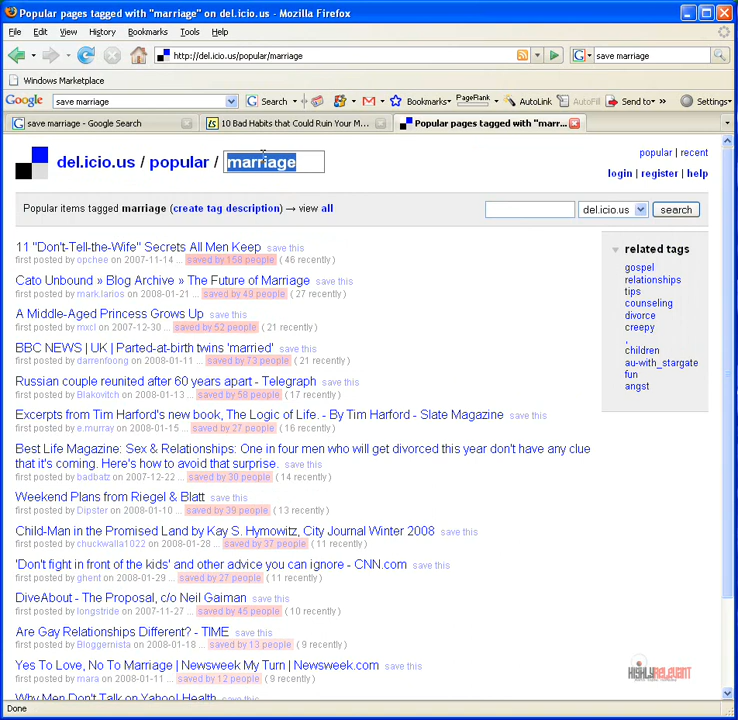 Popular pages tagged with "marriage" on del.icio.us - Mozilla Firefox
File Edit View History Bookmarks Tools Help
http://del.icio.us/popular/marriage
save marriage
Windows Marketplace
Google save marriage Search Bookmarks PageRank AutoLink AutoFill Send to Settings
save marriage - Google Search
10 Bad Habits that Could Ruin Your M...
Popular pages tagged with "marr...
del.icio.us / popular / marriage
popular | recent
login | register | help
Popular items tagged marriage (create tag description) → view all
del.icio.us search
11 "Don't-Tell-the-Wife" Secrets All Men Keep save this
first posted by opchee on 2007-11-14 ... saved by 158 people ( 46 recently )
Cato Unbound » Blog Archive » The Future of Marriage save this
first posted by mark.larios on 2008-01-21 ... saved by 49 people ( 27 recently )
A Middle-Aged Princess Grows Up save this
first posted by mxcl on 2007-12-30 ... saved by 52 people ( 21 recently )
BBC NEWS | UK | Parted-at-birth twins 'married' save this
first posted by darrenfoong on 2008-01-11 ... saved by 73 people ( 21 recently )
Russian couple reunited after 60 years apart - Telegraph save this
first posted by Blakovitch on 2008-01-13 ... saved by 58 people ( 17 recently )
Excerpts from Tim Harford's new book, The Logic of Life. - By Tim Harford - Slate Magazine save this
first posted by e.murray on 2008-01-15 ... saved by 27 people ( 16 recently )
Best Life Magazine: Sex & Relationships: One in four men who will get divorced this year don't have any clue
that it's coming. Here's how to avoid that surprise. save this
first posted by badbatz on 2007-12-22 ... saved by 30 people ( 14 recently )
Weekend Plans from Riegel & Blatt save this
first posted by Dipster on 2008-01-10 ... saved by 39 people ( 13 recently )
Child-Man in the Promised Land by Kay S. Hymowitz, City Journal Winter 2008 save this
first posted by chuckwalla1022 on 2008-01-28 ... saved by 37 people ( 11 recently )
'Don't fight in front of the kids' and other advice you can ignore - CNN.com save this
first posted by ghent on 2008-01-29 ... saved by 27 people ( 11 recently )
DiveAbout - The Proposal, c/o Neil Gaiman save this
first posted by longstride on 2007-11-27 ... saved by 45 people ( 10 recently )
Are Gay Relationships Different? - TIME save this
first posted by Bloggernista on 2008-01-18 ... saved by 13 people ( 9 recently )
Yes To Love, No To Marriage | Newsweek My Turn | Newsweek.com save this
first posted by mara on 2008-01-11 ... saved by 12 people ( 9 recently )
Why Men Don't Talk on Yahoo! Health save this
related tags
gospel
relationships
tips
counseling
divorce
creepy
,
children
au-with_stargate
fun
angst
HIGHLY RELEVANT
Done